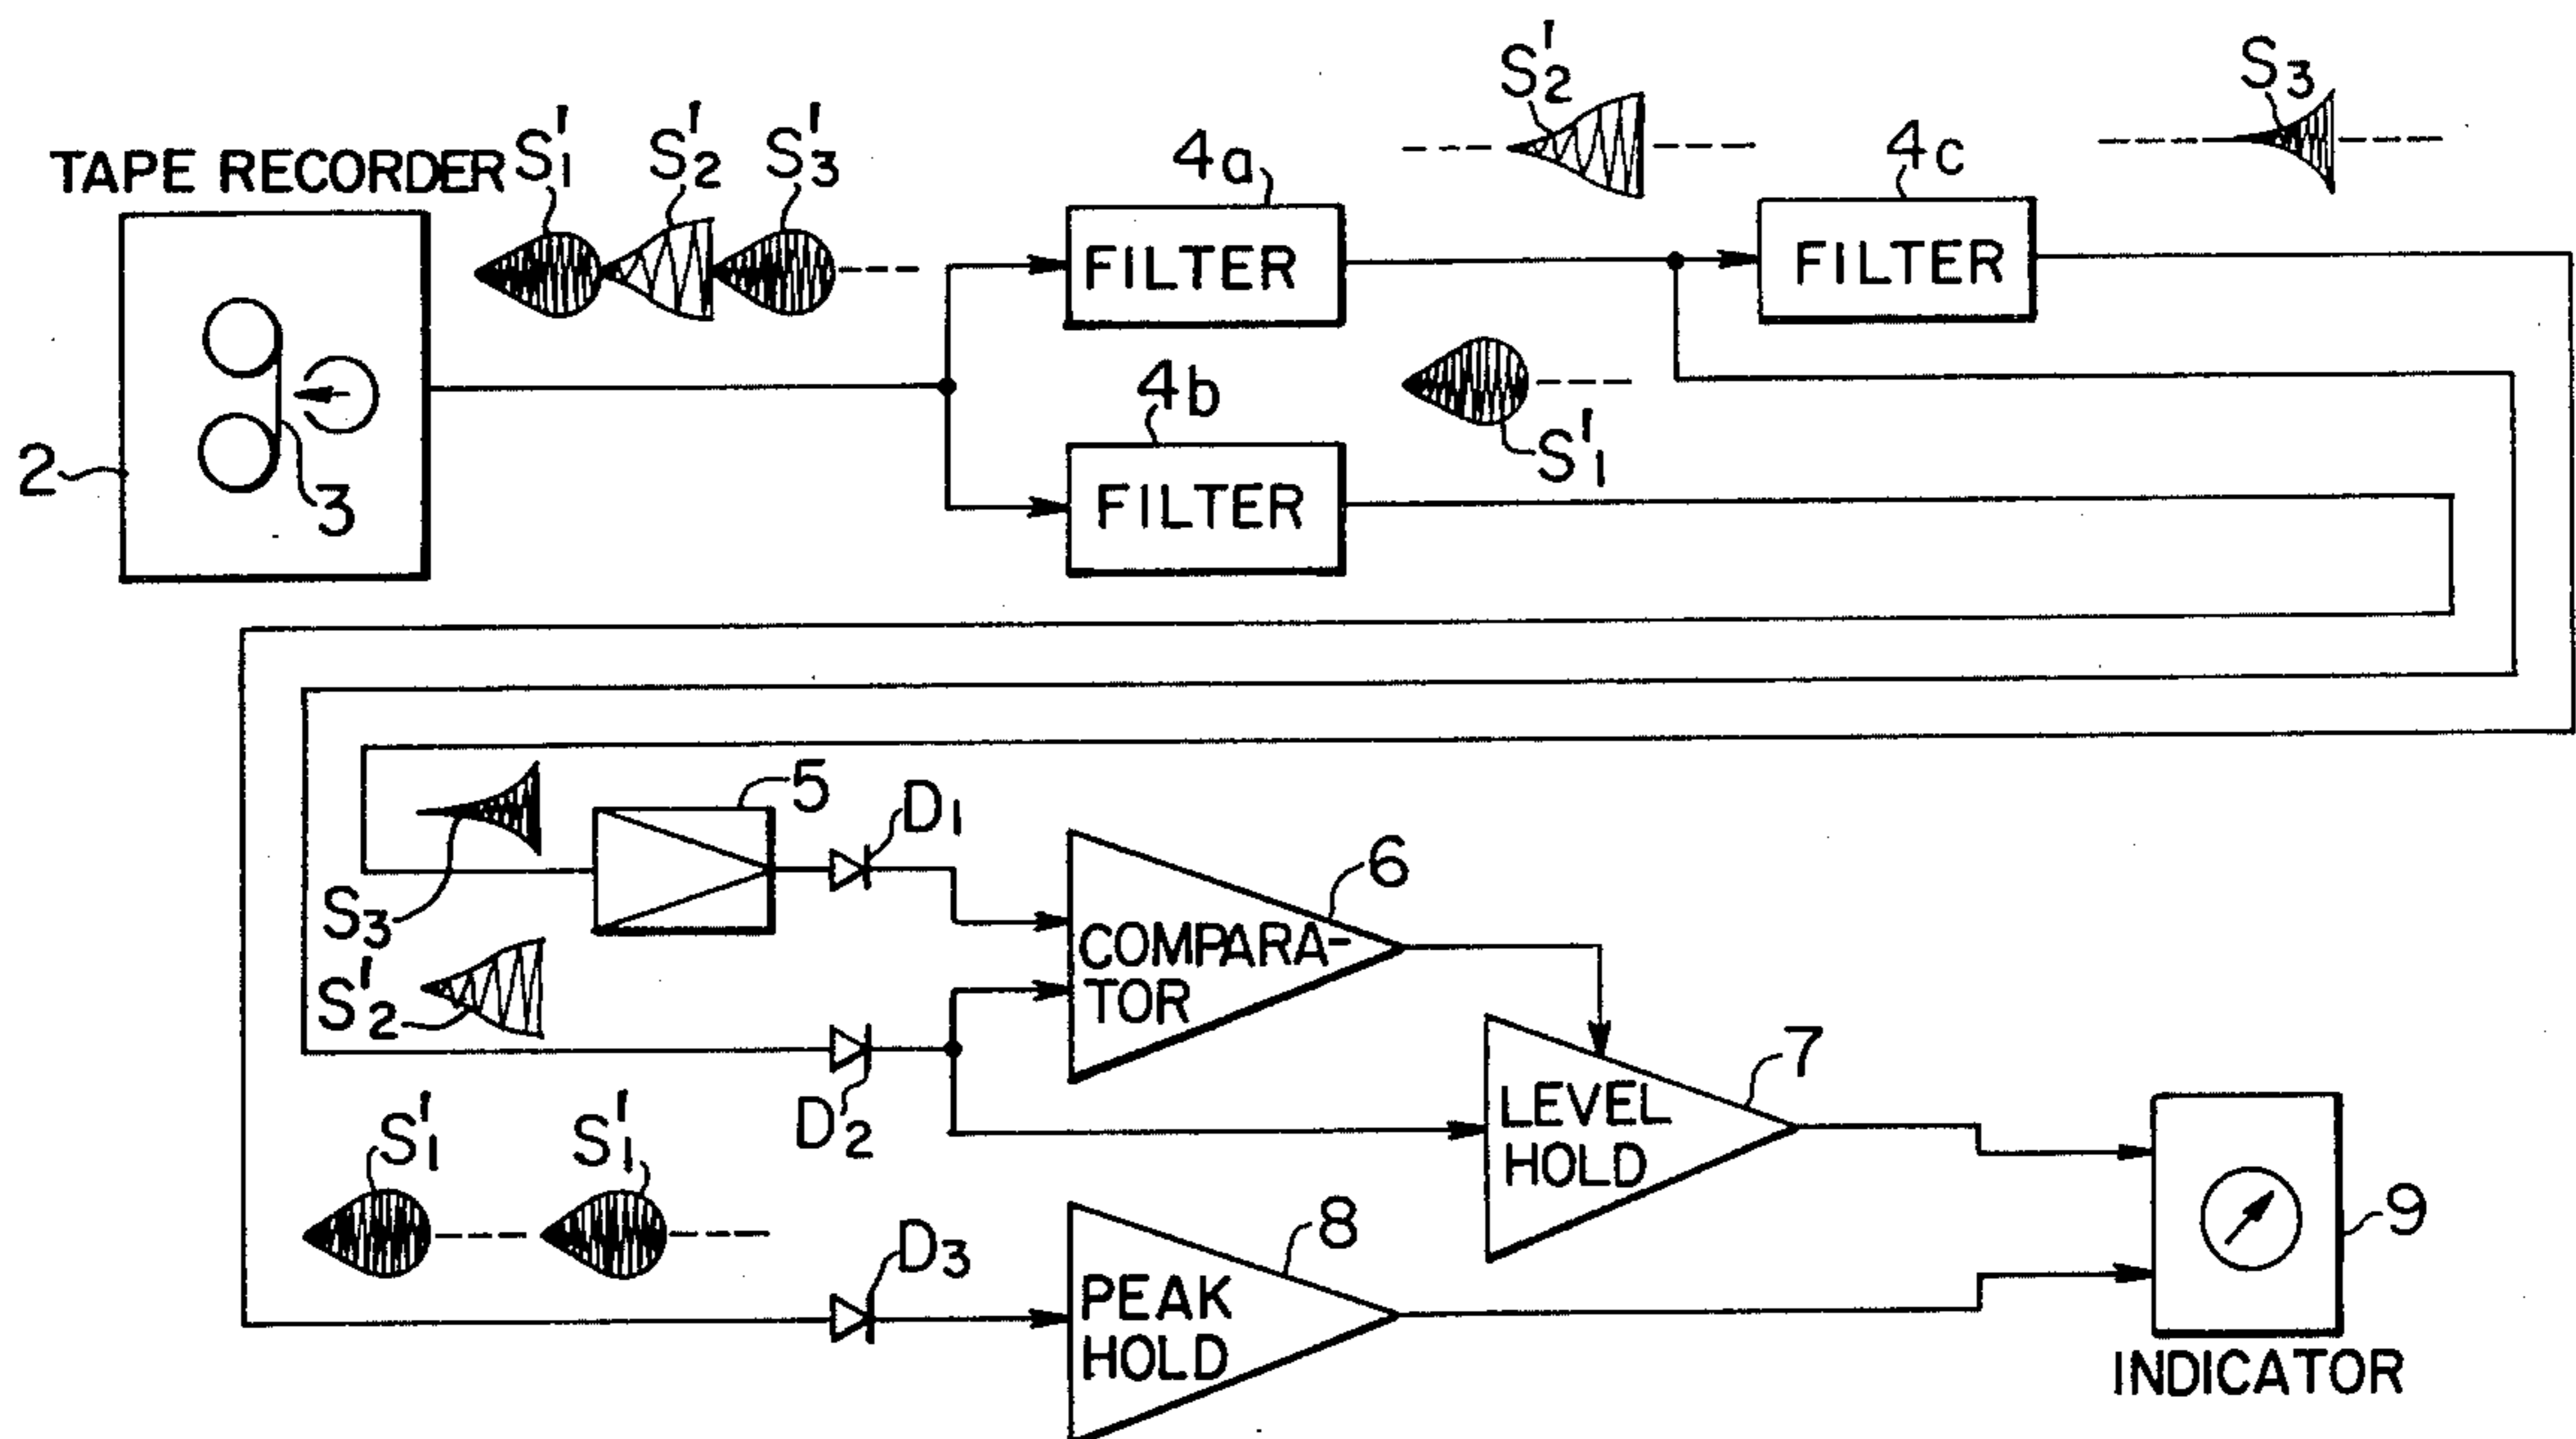 TAPE RECORDER
S'1
S'2
S'3
2
3
4a
FILTER
S'2
4c
FILTER
S3
4b
FILTER
S'1
S3
5
D1
COMPARA-
TOR
6
S'2
D2
LEVEL
HOLD
7
S'1
S'1
D3
PEAK
HOLD
8
9
INDICATOR